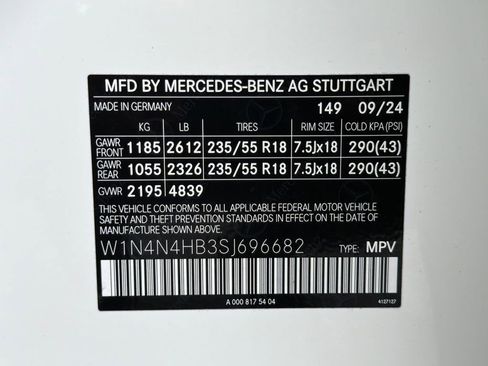 MFD BY MERCEDES-BENZ AG STUTTGART
MADE IN GERMANY 149 09/24
KG LB TIRES RIM SIZE COLD KPA (PSI)
GAWR FRONT 1185 2612 235/55 R18 7.5Jx18 290(43)
GAWR REAR 1055 2326 235/55 R18 7.5Jx18 290(43)
GVWR 2195 4839
THIS VEHICLE CONFORMS TO ALL APPLICABLE FEDERAL MOTOR VEHICLE
SAFETY AND THEFT PREVENTION STANDARDS IN EFFECT ON THE DATE
OF MANUFACTURE SHOWN ABOVE.
W1N4N4HB3SJ696682 TYPE: MPV
A 000 817 54 04
4127127